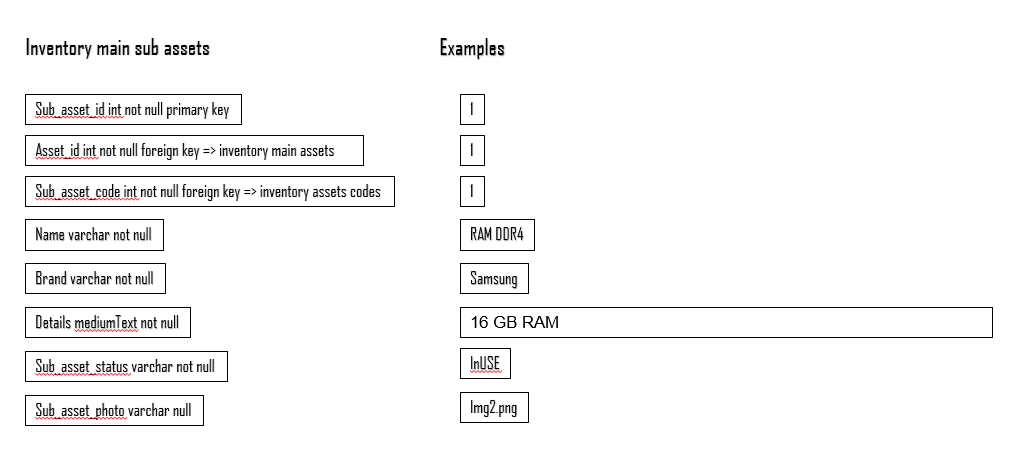 Inventory main sub assets
Examples
Sub_asset_id int not null primary key
1
Asset_id int not null foreign key => inventory main assets
1
Sub_asset_code int not null foreign key => inventory assets codes
1
Name varchar not null
RAM DDR4
Brand varchar not null
Samsung
Details mediumText not null
16 GB RAM
Sub_asset_status varchar not null
InUSE
Sub_asset_photo varchar null
Img2.png